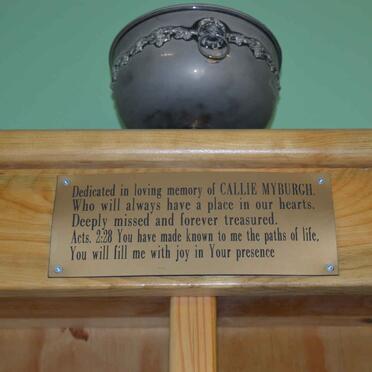 Dedicated in loving memory of CALLIE MYBURGH.
Who will always have a place in our hearts.
Deeply missed and forever treasured.
Acts. 2:28 You have made known to me the paths of life,
You will fill me with joy in Your presence